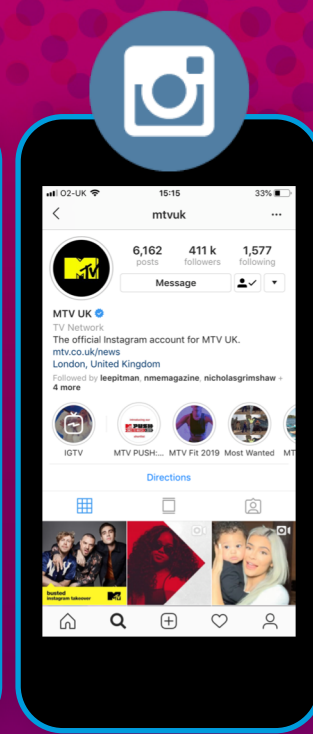 O2-UK 15:15 33%
mtvuk
6,162 411 k 1,577
posts followers following
Message
MTV UK
TV Network
The official Instagram account for MTV UK.
mtv.co.uk/news
London, United Kingdom
Followed by leepitman, nmemagazine, nicholasgrimshaw +
4 more
IGTV MTV PUSH:... MTV Fit 2019 Most Wanted MT
Directions
busted
instagram takeover